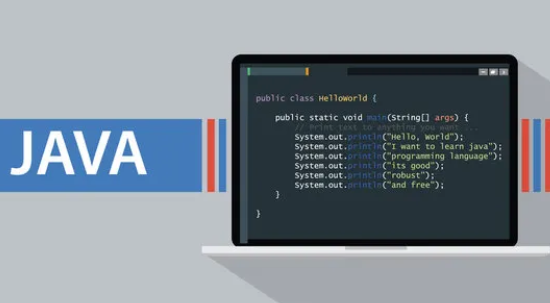 JAVA
public class HelloWorld {
public static void main(String[] args) {
// Print text to anything you want ...
System.out.println("Hello, World");
System.out.println("I want to learn java");
System.out.println("programming language");
System.out.println("its good");
System.out.println("robust");
System.out.println("and free");
}
}